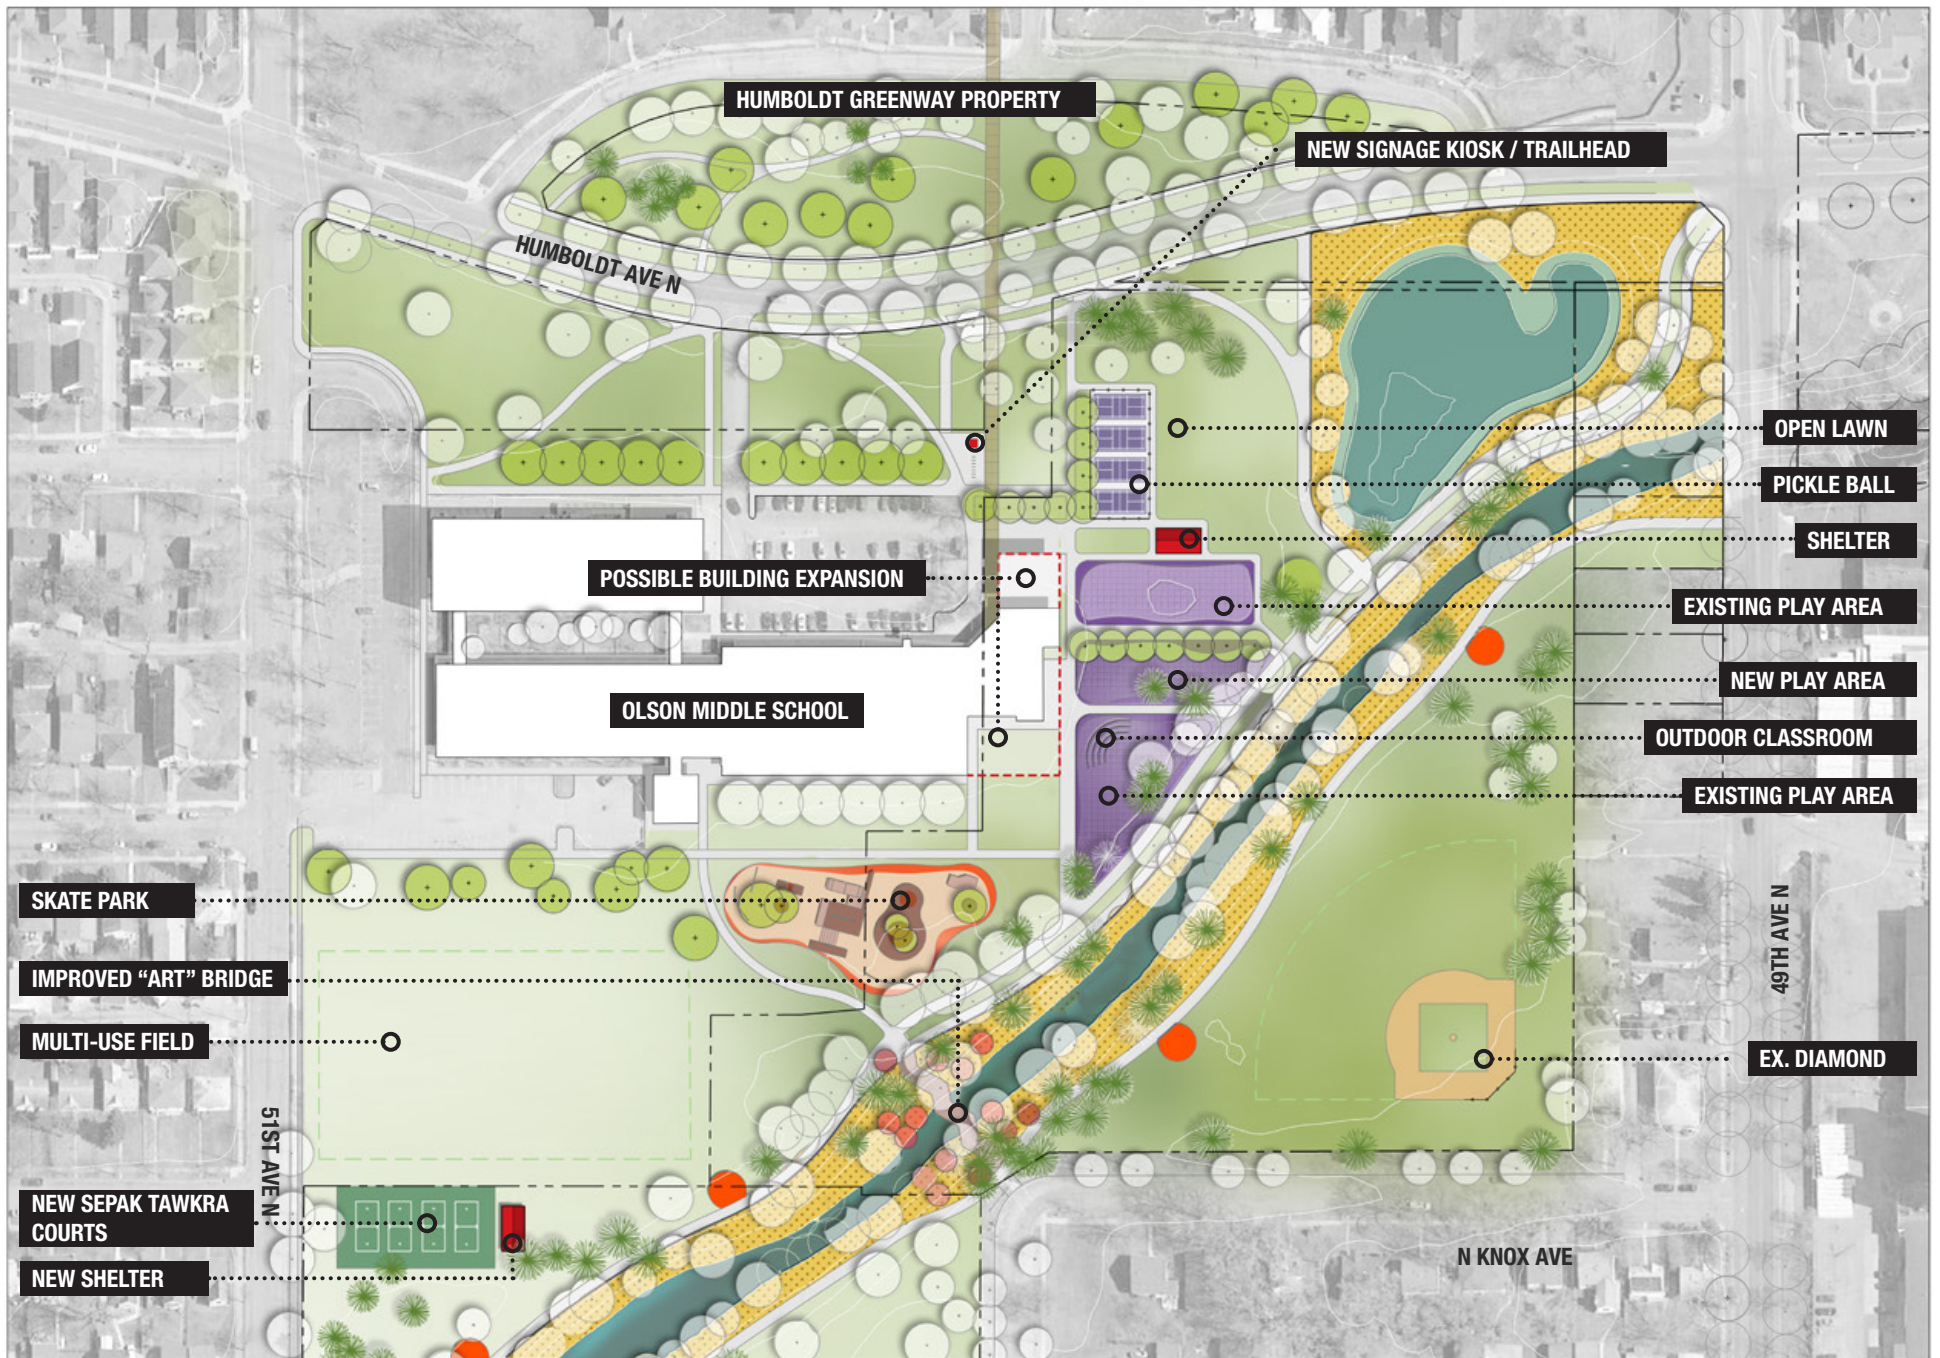 HUMBOLDT GREENWAY PROPERTY
NEW SIGNAGE KIOSK / TRAILHEAD
HUMBOLDT AVE N
OPEN LAWN
PICKLE BALL
SHELTER
POSSIBLE BUILDING EXPANSION
EXISTING PLAY AREA
NEW PLAY AREA
OLSON MIDDLE SCHOOL
OUTDOOR CLASSROOM
EXISTING PLAY AREA
SKATE PARK
49TH AVE N
IMPROVED “ART” BRIDGE
MULTI-USE FIELD
EX. DIAMOND
51ST AVE N
NEW SEPAK TAWKRA
COURTS
N KNOX AVE
NEW SHELTER